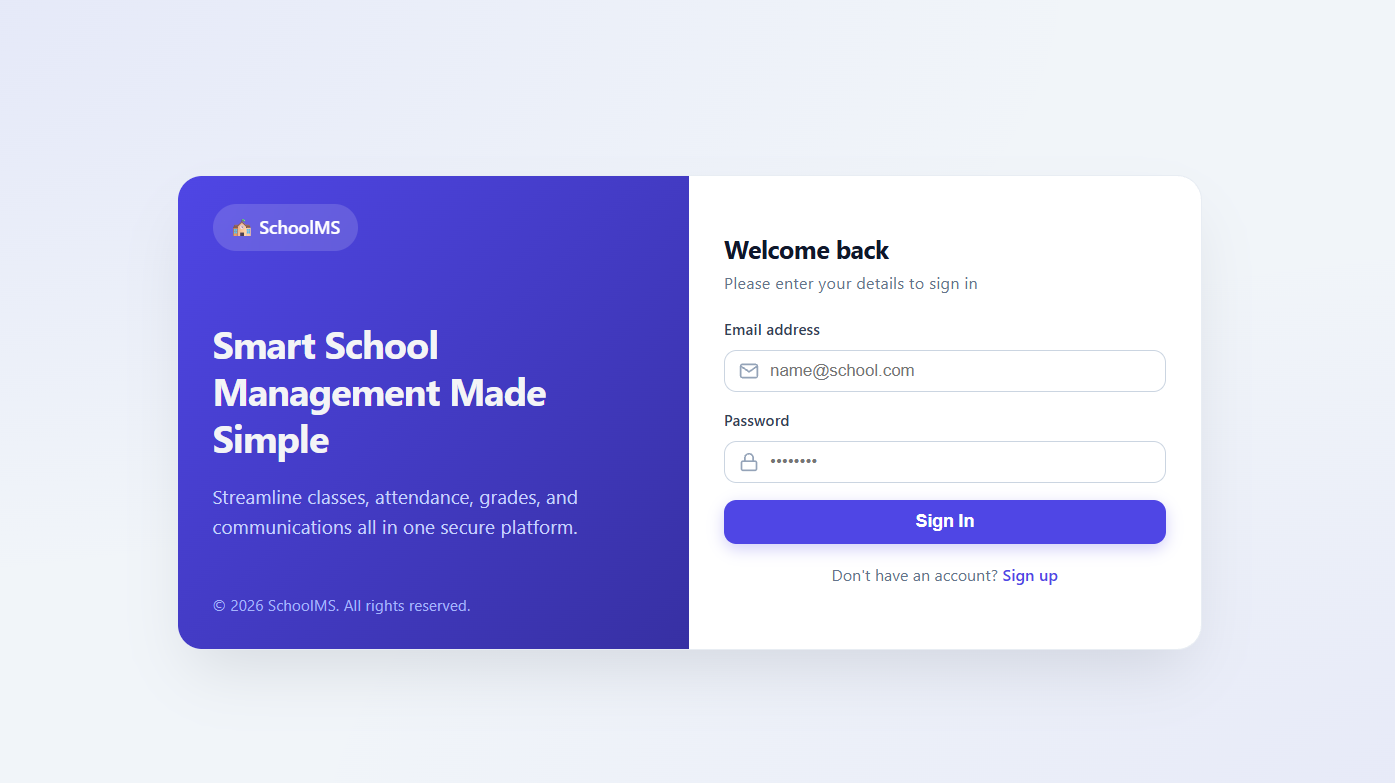 SchoolMS
Smart School
Management Made
Simple
Streamline classes, attendance, grades, and
communications all in one secure platform.
© 2026 SchoolMS. All rights reserved.
Welcome back
Please enter your details to sign in
Email address
name@school.com
Password
••••••••
Sign In
Don't have an account? Sign up